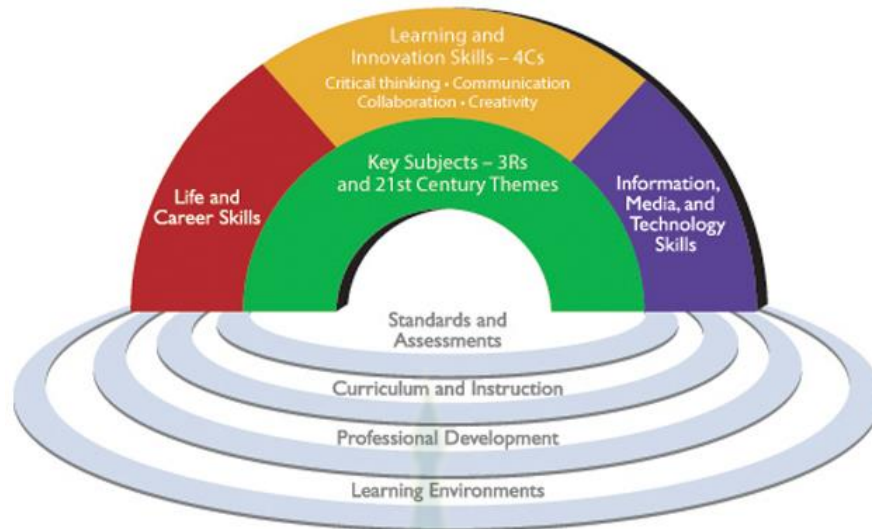 Learning and
Innovation Skills – 4Cs
Critical thinking • Communication
Collaboration • Creativity
Key Subjects – 3Rs
and 21st Century Themes
Life and
Career Skills
Information,
Media, and
Technology
Skills
Standards and
Assessments
Curriculum and Instruction
Professional Development
Learning Environments